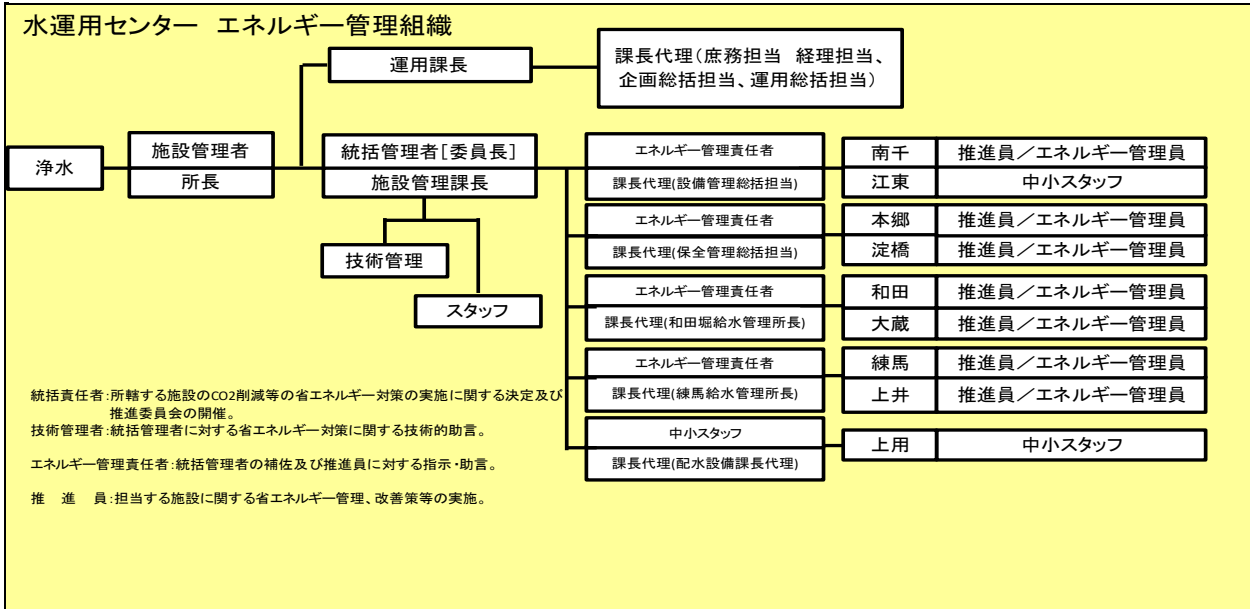 水運用センター　エネルギー管理組織
運用課長
課長代理（庶務担当　経理担当、
企画総括担当、運用総括担当）
浄水
施設管理者
所長
統括管理者［委員長］
施設管理課長
技術管理
スタッフ
エネルギー管理責任者
課長代理(設備管理総括担当)
南千
推進員／エネルギー管理員
江東
中小スタッフ
エネルギー管理責任者
課長代理(保全管理総括担当)
本郷
推進員／エネルギー管理員
淀橋
推進員／エネルギー管理員
エネルギー管理責任者
課長代理(和田堀給水管理所長)
和田
推進員／エネルギー管理員
大蔵
推進員／エネルギー管理員
エネルギー管理責任者
課長代理(練馬給水管理所長)
練馬
推進員／エネルギー管理員
上井
推進員／エネルギー管理員
中小スタッフ
課長代理(配水設備課長代理)
上用
中小スタッフ
統括責任者：所轄する施設のCO2削減等の省エネルギー対策の実施に関する決定及び
推進委員会の開催。
技術管理者：統括管理者に対する省エネルギー対策に関する技術的助言。
エネルギー管理責任者：統括管理者の補佐及び推進員に対する指示・助言。
推　進　員：担当する施設に関する省エネルギー管理、改善策等の実施。